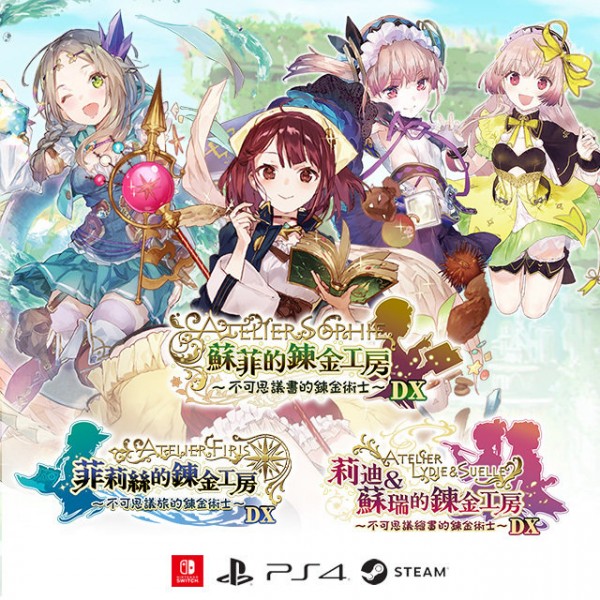 ATELIER SOPHIE
蘇菲的鍊金工房
～不可思議書的鍊金術士～ DX
ATELIER FIRIS
菲莉絲的鍊金工房
～不可思議旅的鍊金術士～ DX
ATELIER
LYDIE & SUELLE
莉迪&
蘇瑞的鍊金工房
～不可思議繪畫的鍊金術士～ DX
NINTENDO
SWITCH
PS4
STEAM